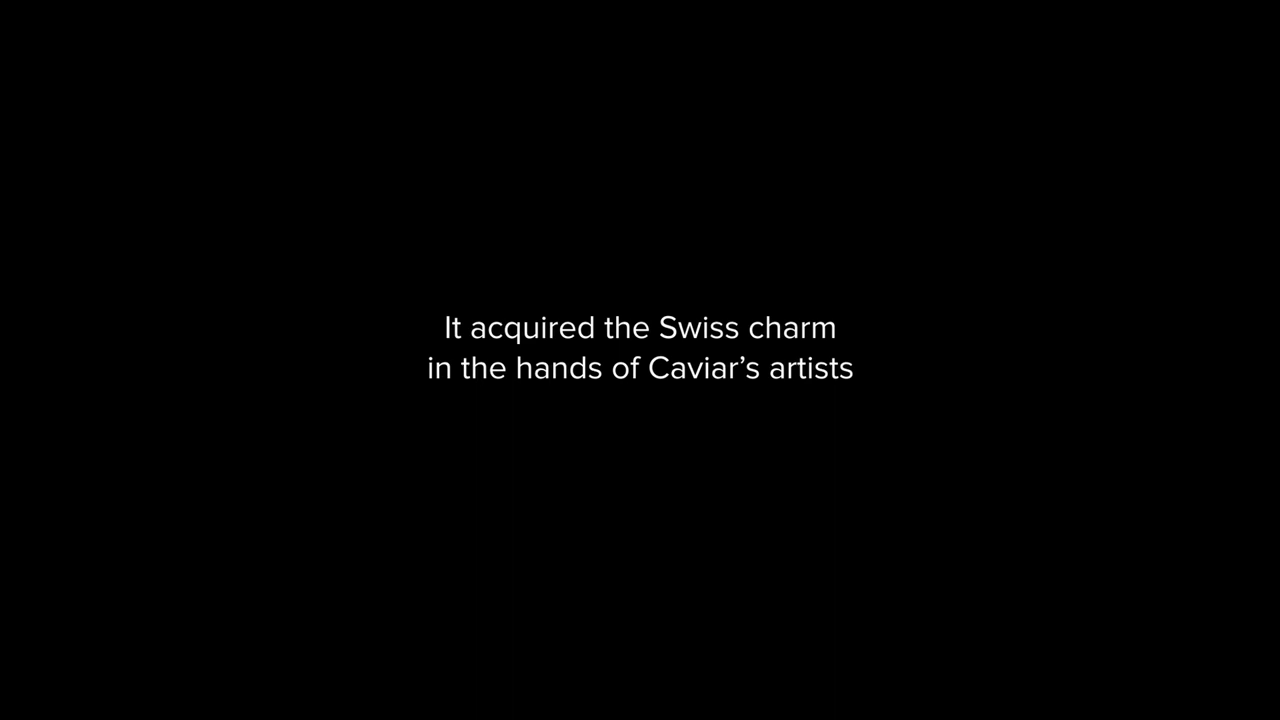 It acquired the Swiss charm
in the hands of Caviar’s artists